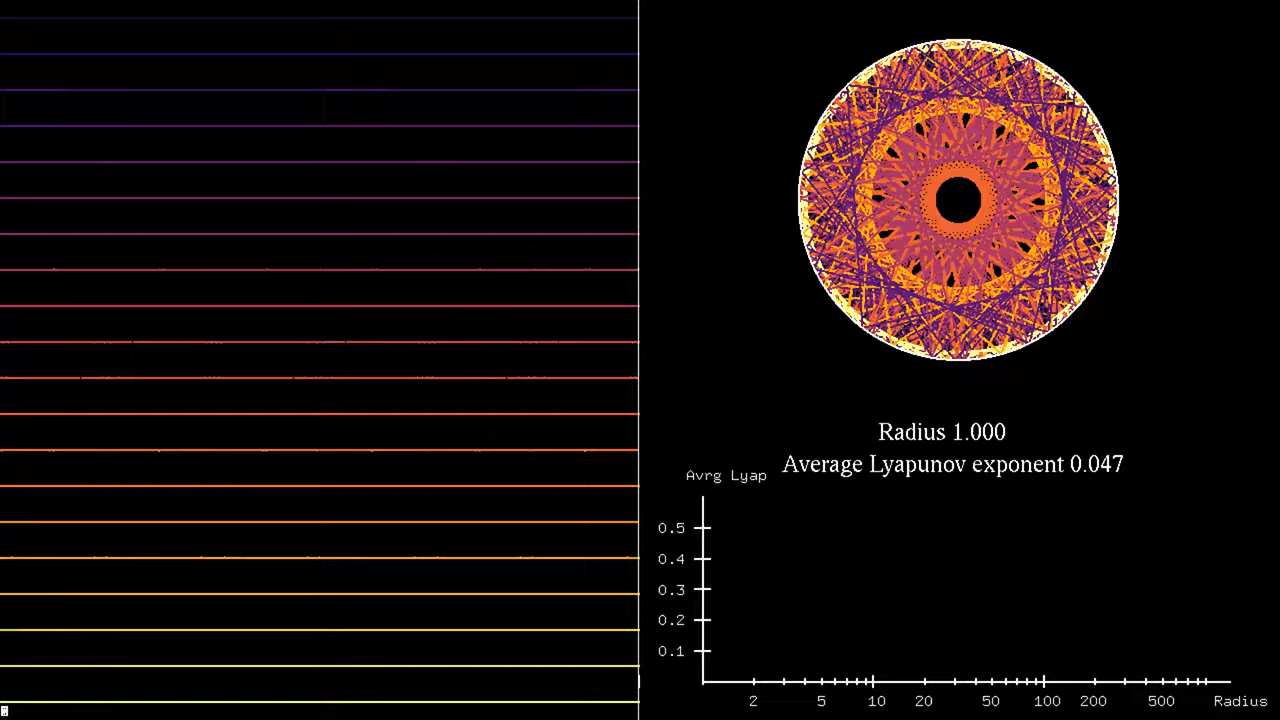 Radius 1.000
Average Lyapunov exponent 0.047
Avrg Lyap
0.5
0.4
0.3
0.2
0.1
2 5 10 20 50 100 200 500 Radius